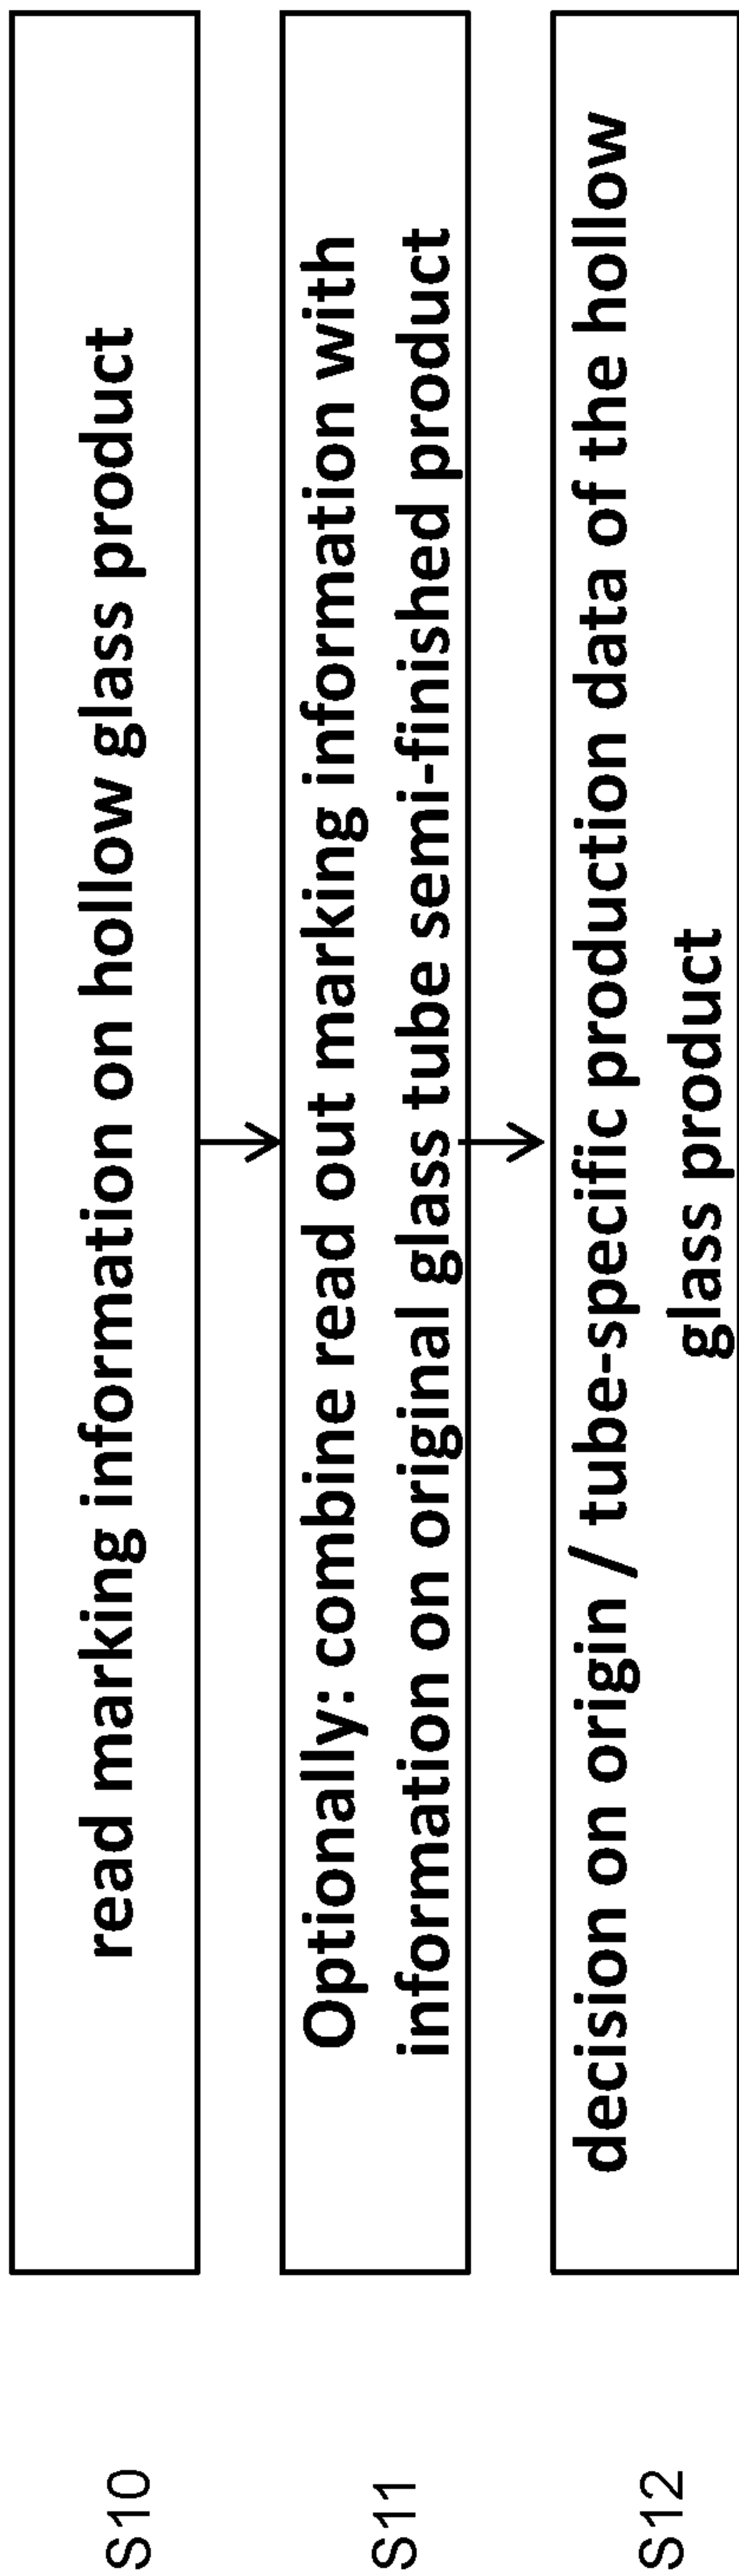 S10
read marking information on hollow glass product
S11
Optionally: combine read out marking information with
information on original glass tube semi-finished product
S12
decision on origin / tube-specific production data of the hollow
glass product